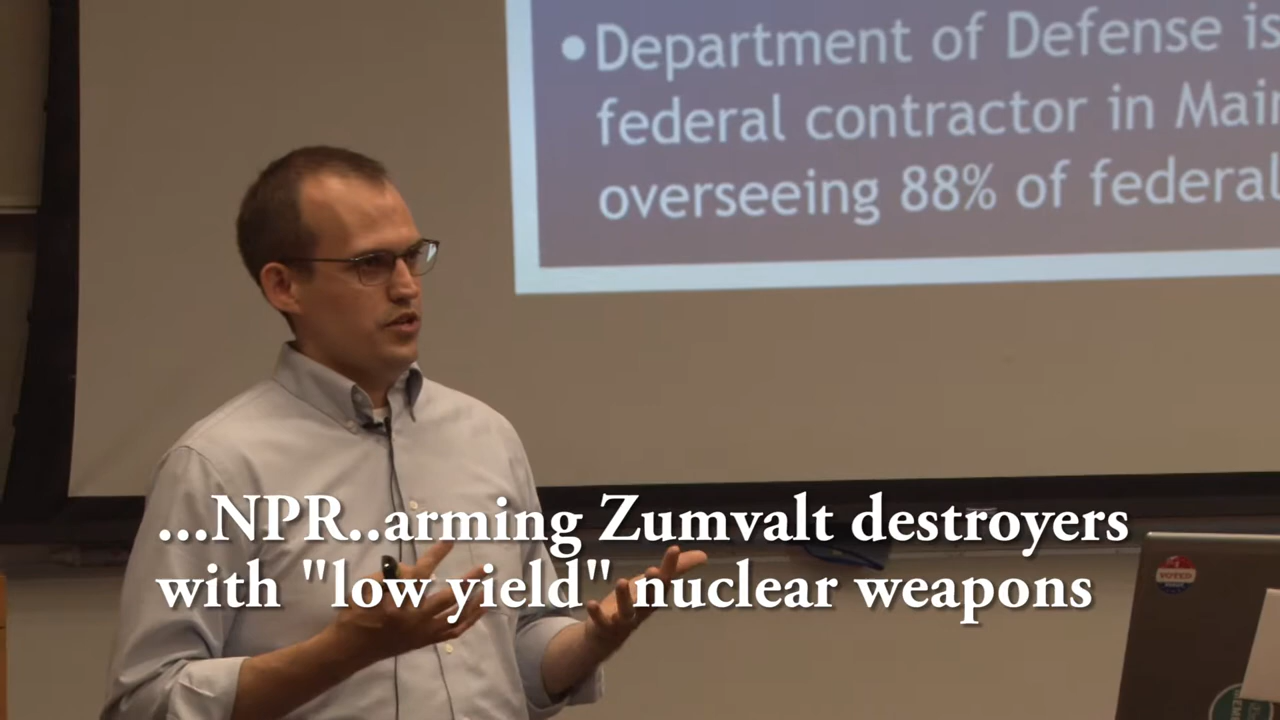 •Department of Defense is
federal contractor in Mai
overseeing 88% of federal
...NPR..arming Zumvalt destroyers
with "low yield" nuclear weapons
VOTED